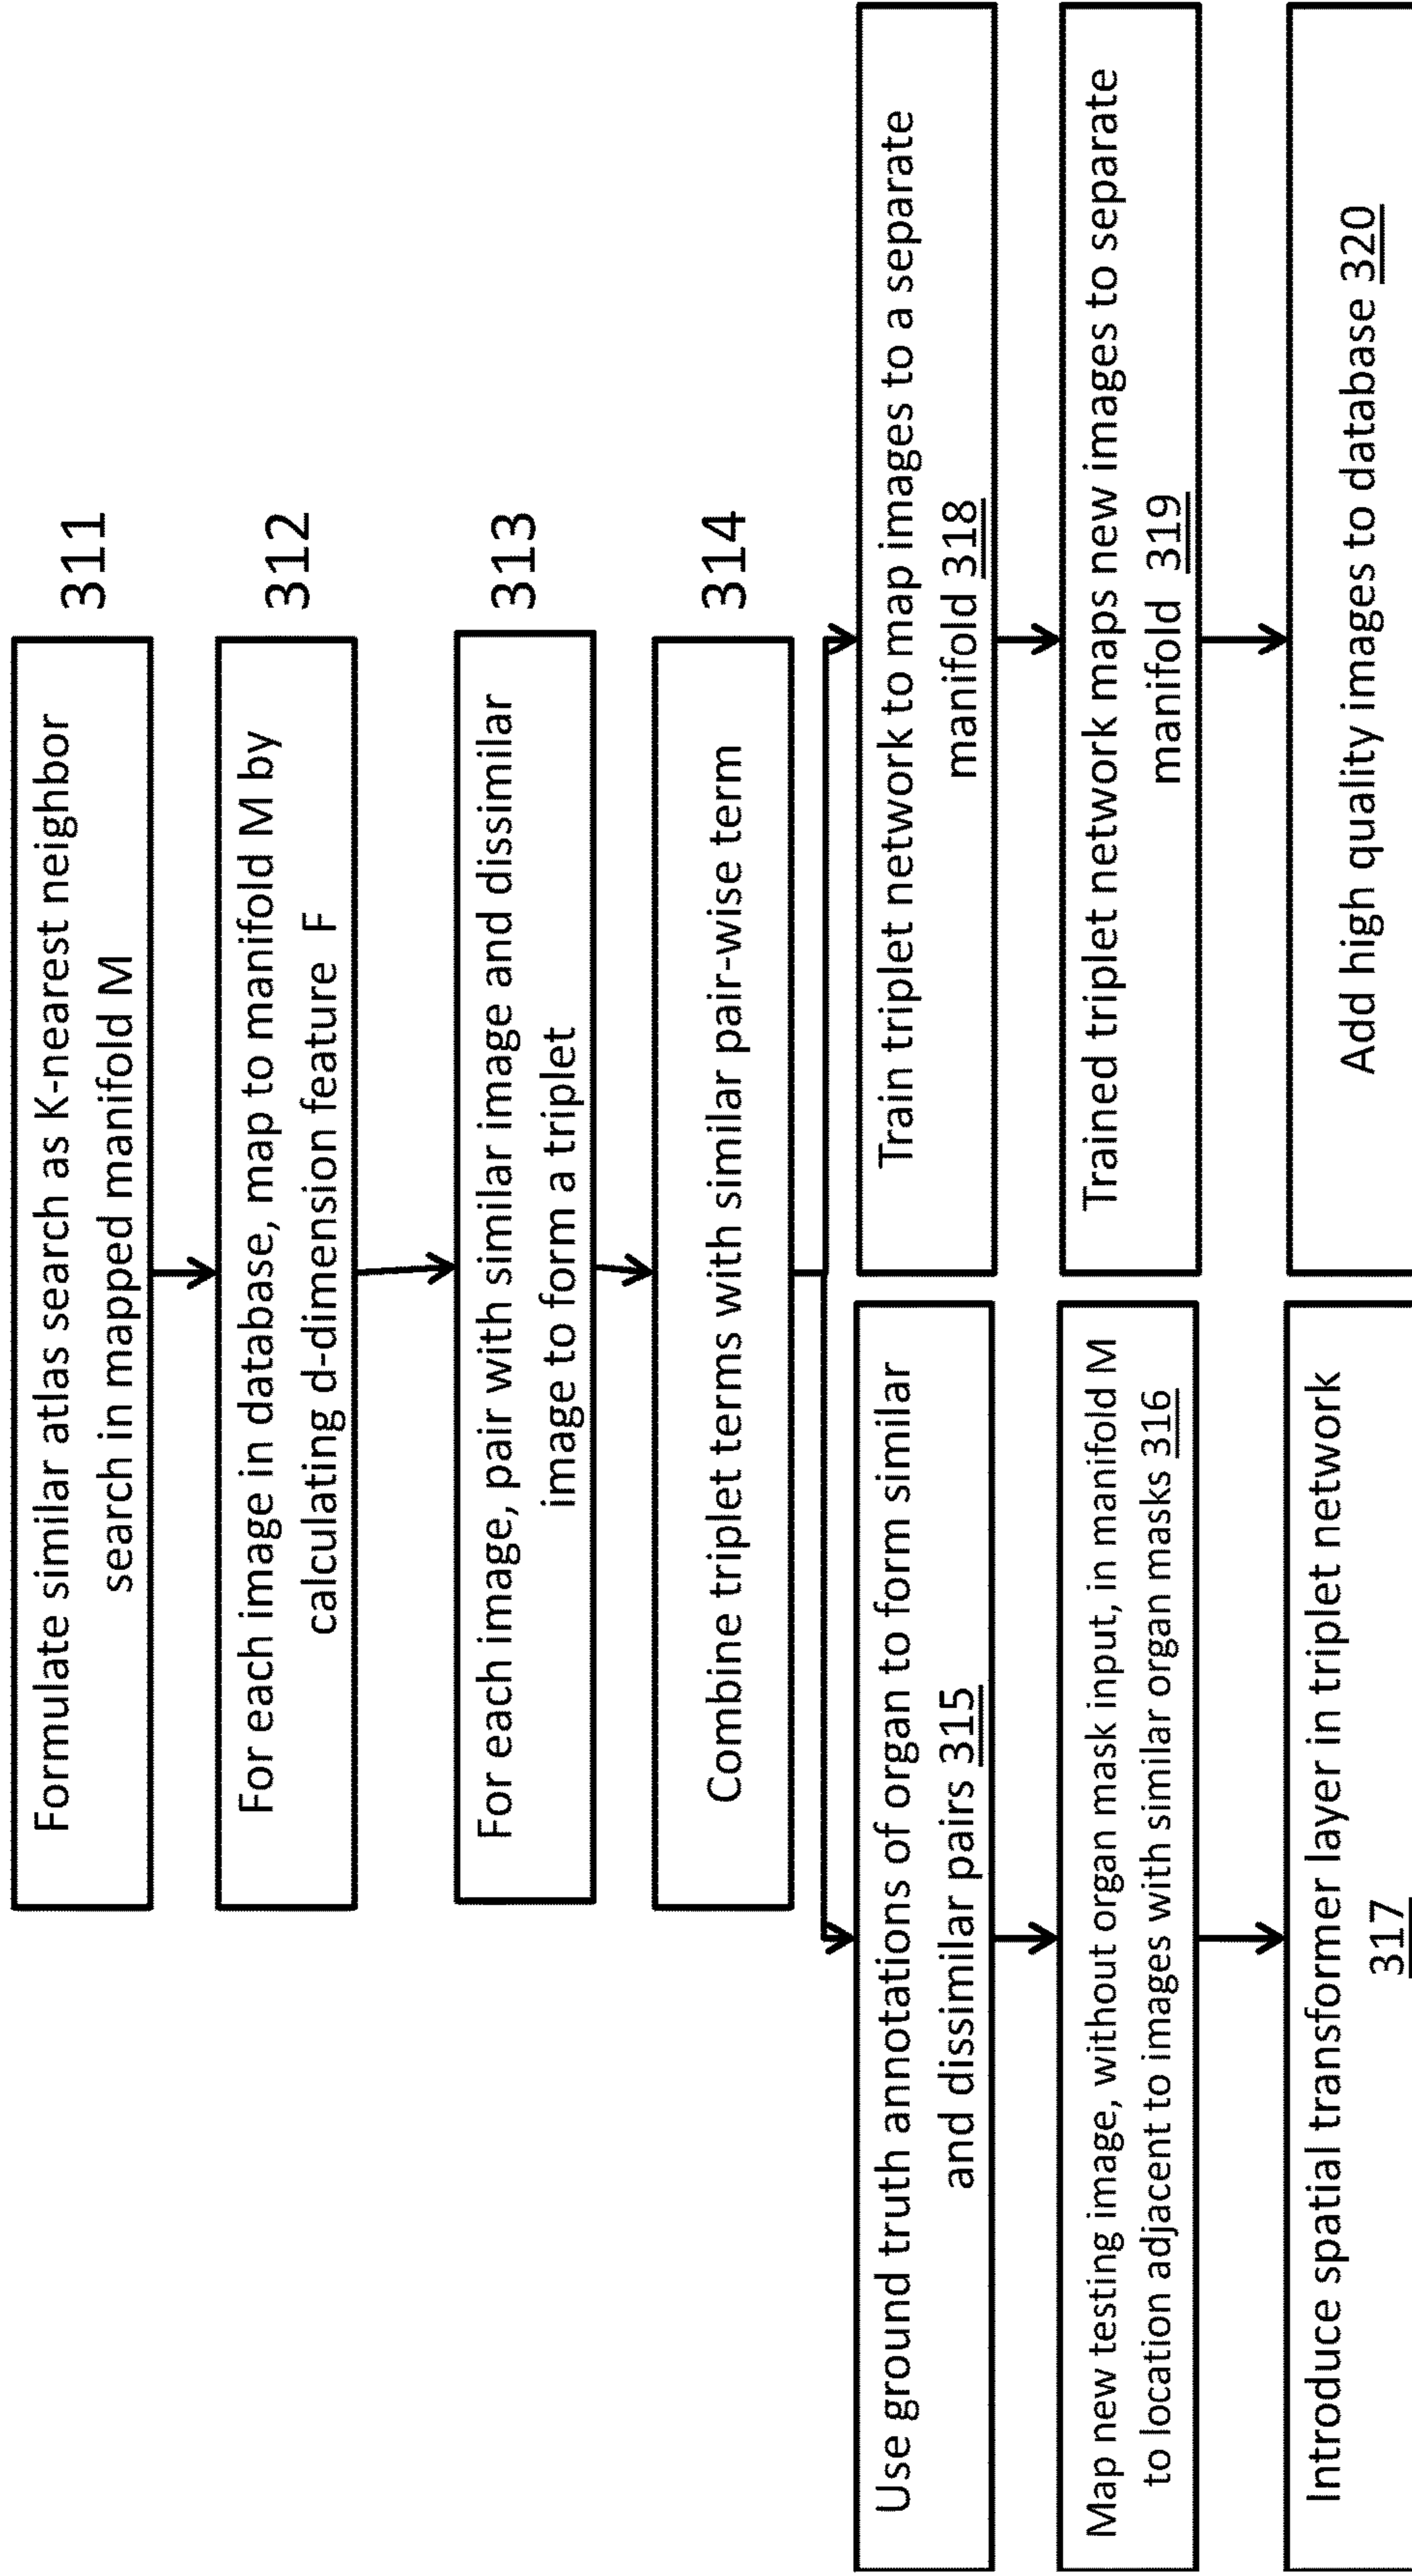 Formulate similar atlas search as K-nearest neighbor
search in mapped manifold M
311
For each image in database, map to manifold M by
calculating d-dimension feature F
312
For each image, pair with similar image and dissimilar
image to form a triplet
313
Combine triplet terms with similar pair-wise term
314
Use ground truth annotations of organ to form similar
and dissimilar pairs 315
Map new testing image, without organ mask input, in manifold M
to location adjacent to images with similar organ masks 316
Introduce spatial transformer layer in triplet network
317
Train triplet network to map images to a separate
manifold 318
Trained triplet network maps new images to separate
manifold 319
Add high quality images to database 320